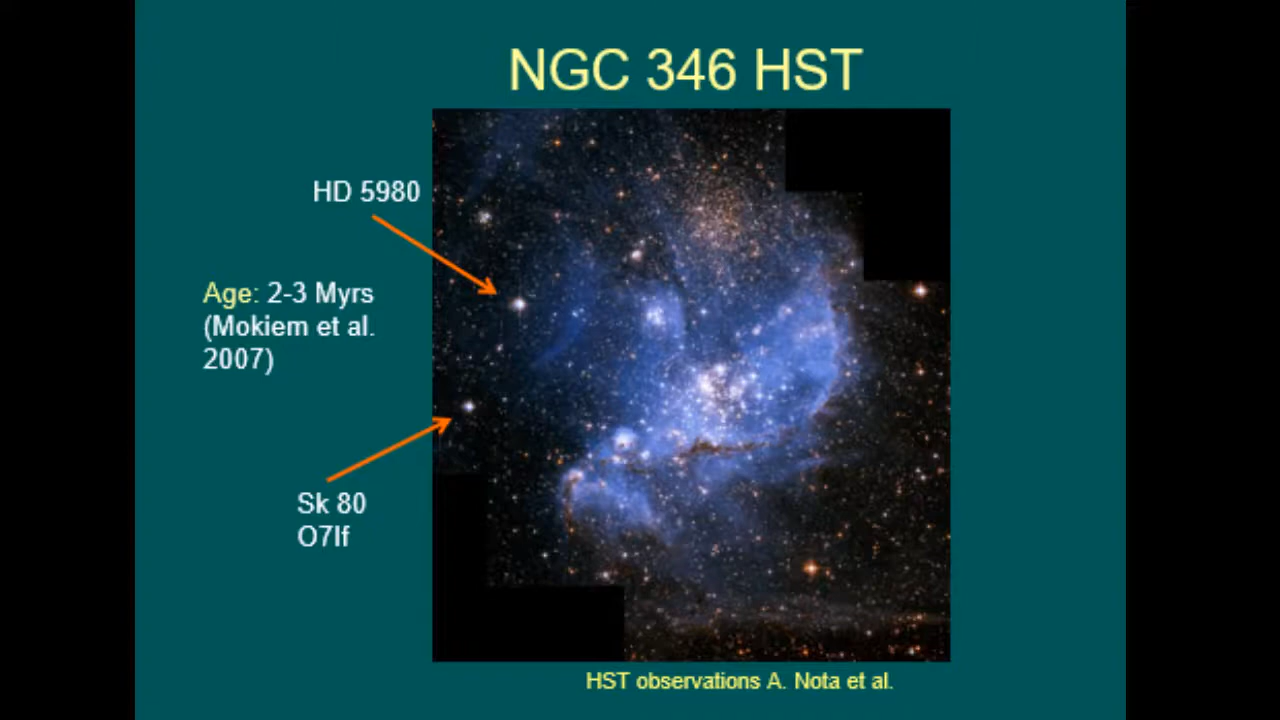 NGC 346 HST
HD 5980
Age: 2-3 Myrs
(Mokiem et al.
2007)
Sk 80
O7If
HST observations A. Nota et al.